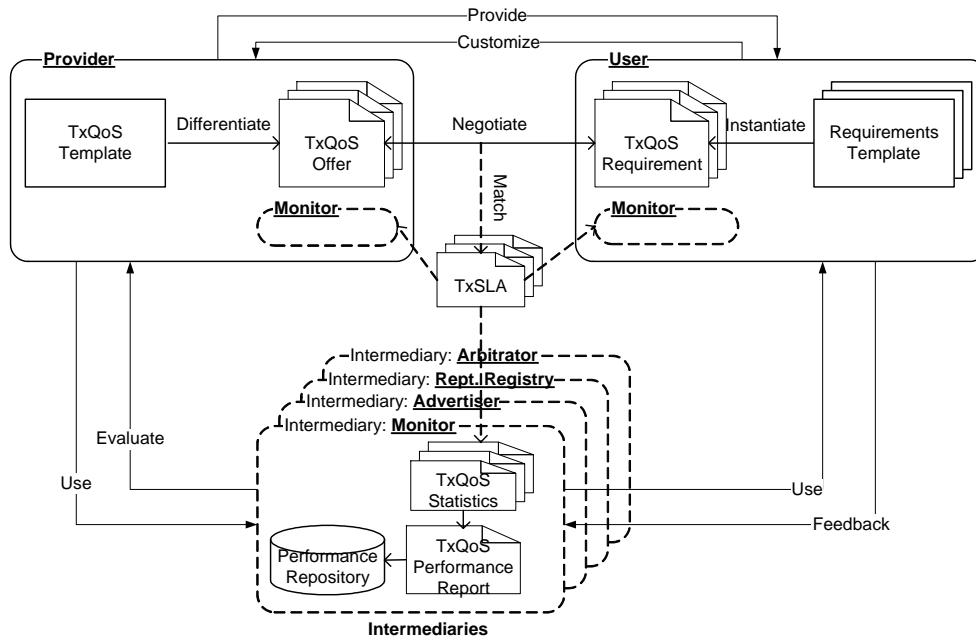 Provide
Customize
Provider
User
TxQoS
Template
Differentiate
TxQoS
Offer
Negotiate
TxQoS
Requirement
Instantiate
Requirements
Template
Monitor
Match
Monitor
TxSLA
Intermediary: Arbitrator
Intermediary: Rept. Registry
Intermediary: Advertiser
Intermediary: Monitor
Evaluate
Use
TxQoS
Statistics
Use
Feedback
Performance
Repository
TxQoS
Performance
Report
Intermediaries